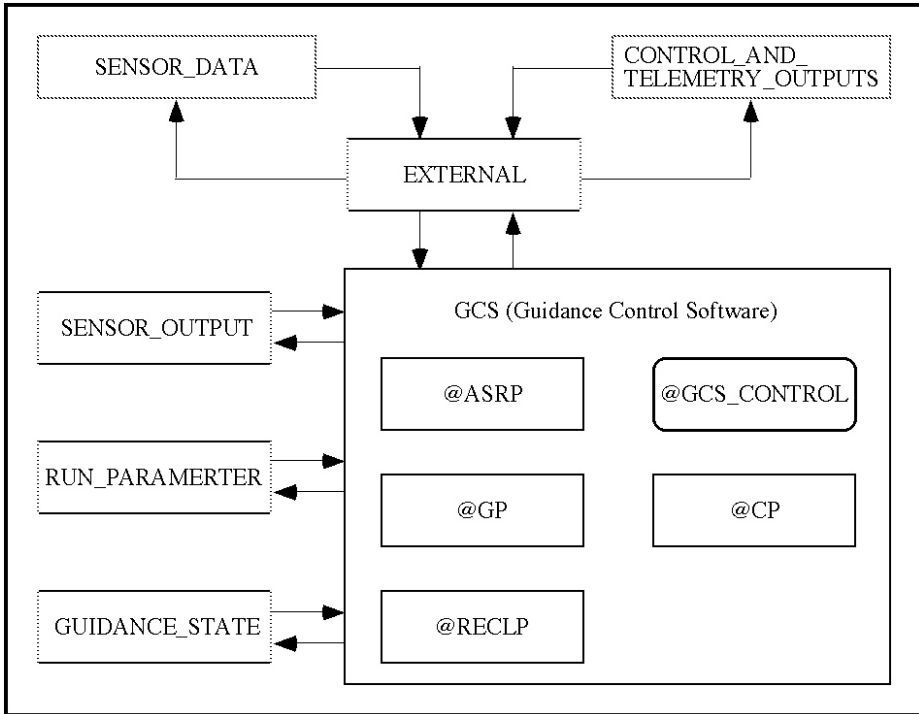 SENSOR_DATA
CONTROL_AND_
TELEMETRY_OUTPUTS
EXTERNAL
GCS (Guidance Control Software)
SENSOR_OUTPUT
@ASRP
@GCS_CONTROL
RUN_PARAMERTER
@GP
@CP
GUIDANCE_STATE
@RECLP